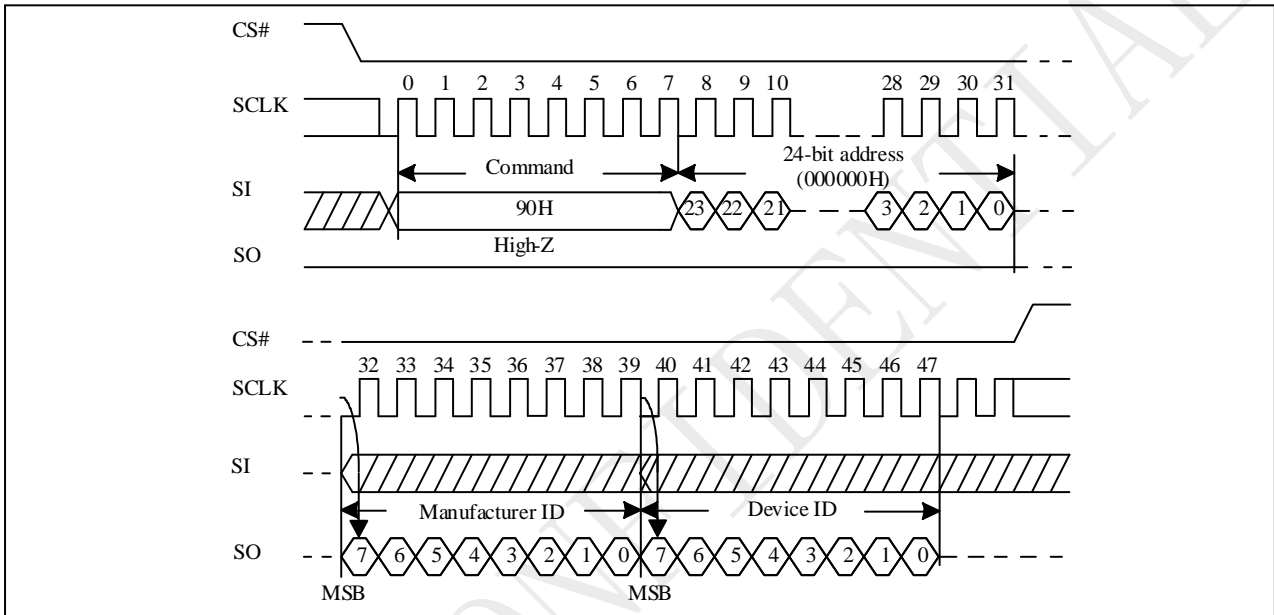 CS#
0 1 2 3 4 5 6 7 8 9 10 28 29 30 31
SCLK
Command 24-bit address
(000000H)
SI
90H 23 22 21 3 2 1 0
High-Z
SO
CS#
32 33 34 35 36 37 38 39 40 41 42 43 44 45 46 47
SCLK
SI
Manufacturer ID Device ID
SO 7 6 5 4 3 2 1 0 7 6 5 4 3 2 1 0
MSB MSB